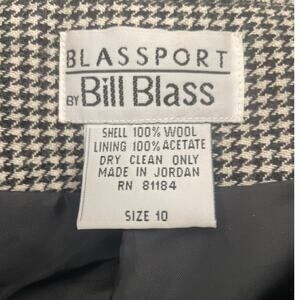 BLASSPORT
BY Bill Blass
SHELL 100% WOOL
LINING 100% ACETATE
DRY CLEAN ONLY
MADE IN JORDAN
RN 81184
SIZE 10